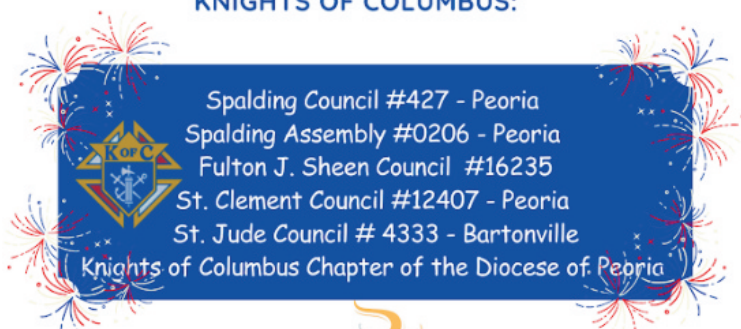 KNIGHTS OF COLUMBUS:
Spalding Council #427 - Peoria
Spalding Assembly #0206 - Peoria
K OF C
Fulton J. Sheen Council #16235
St. Clement Council #12407 - Peoria
St. Jude Council # 4333 - Bartonville
Knights of Columbus Chapter of the Diocese of Peoria